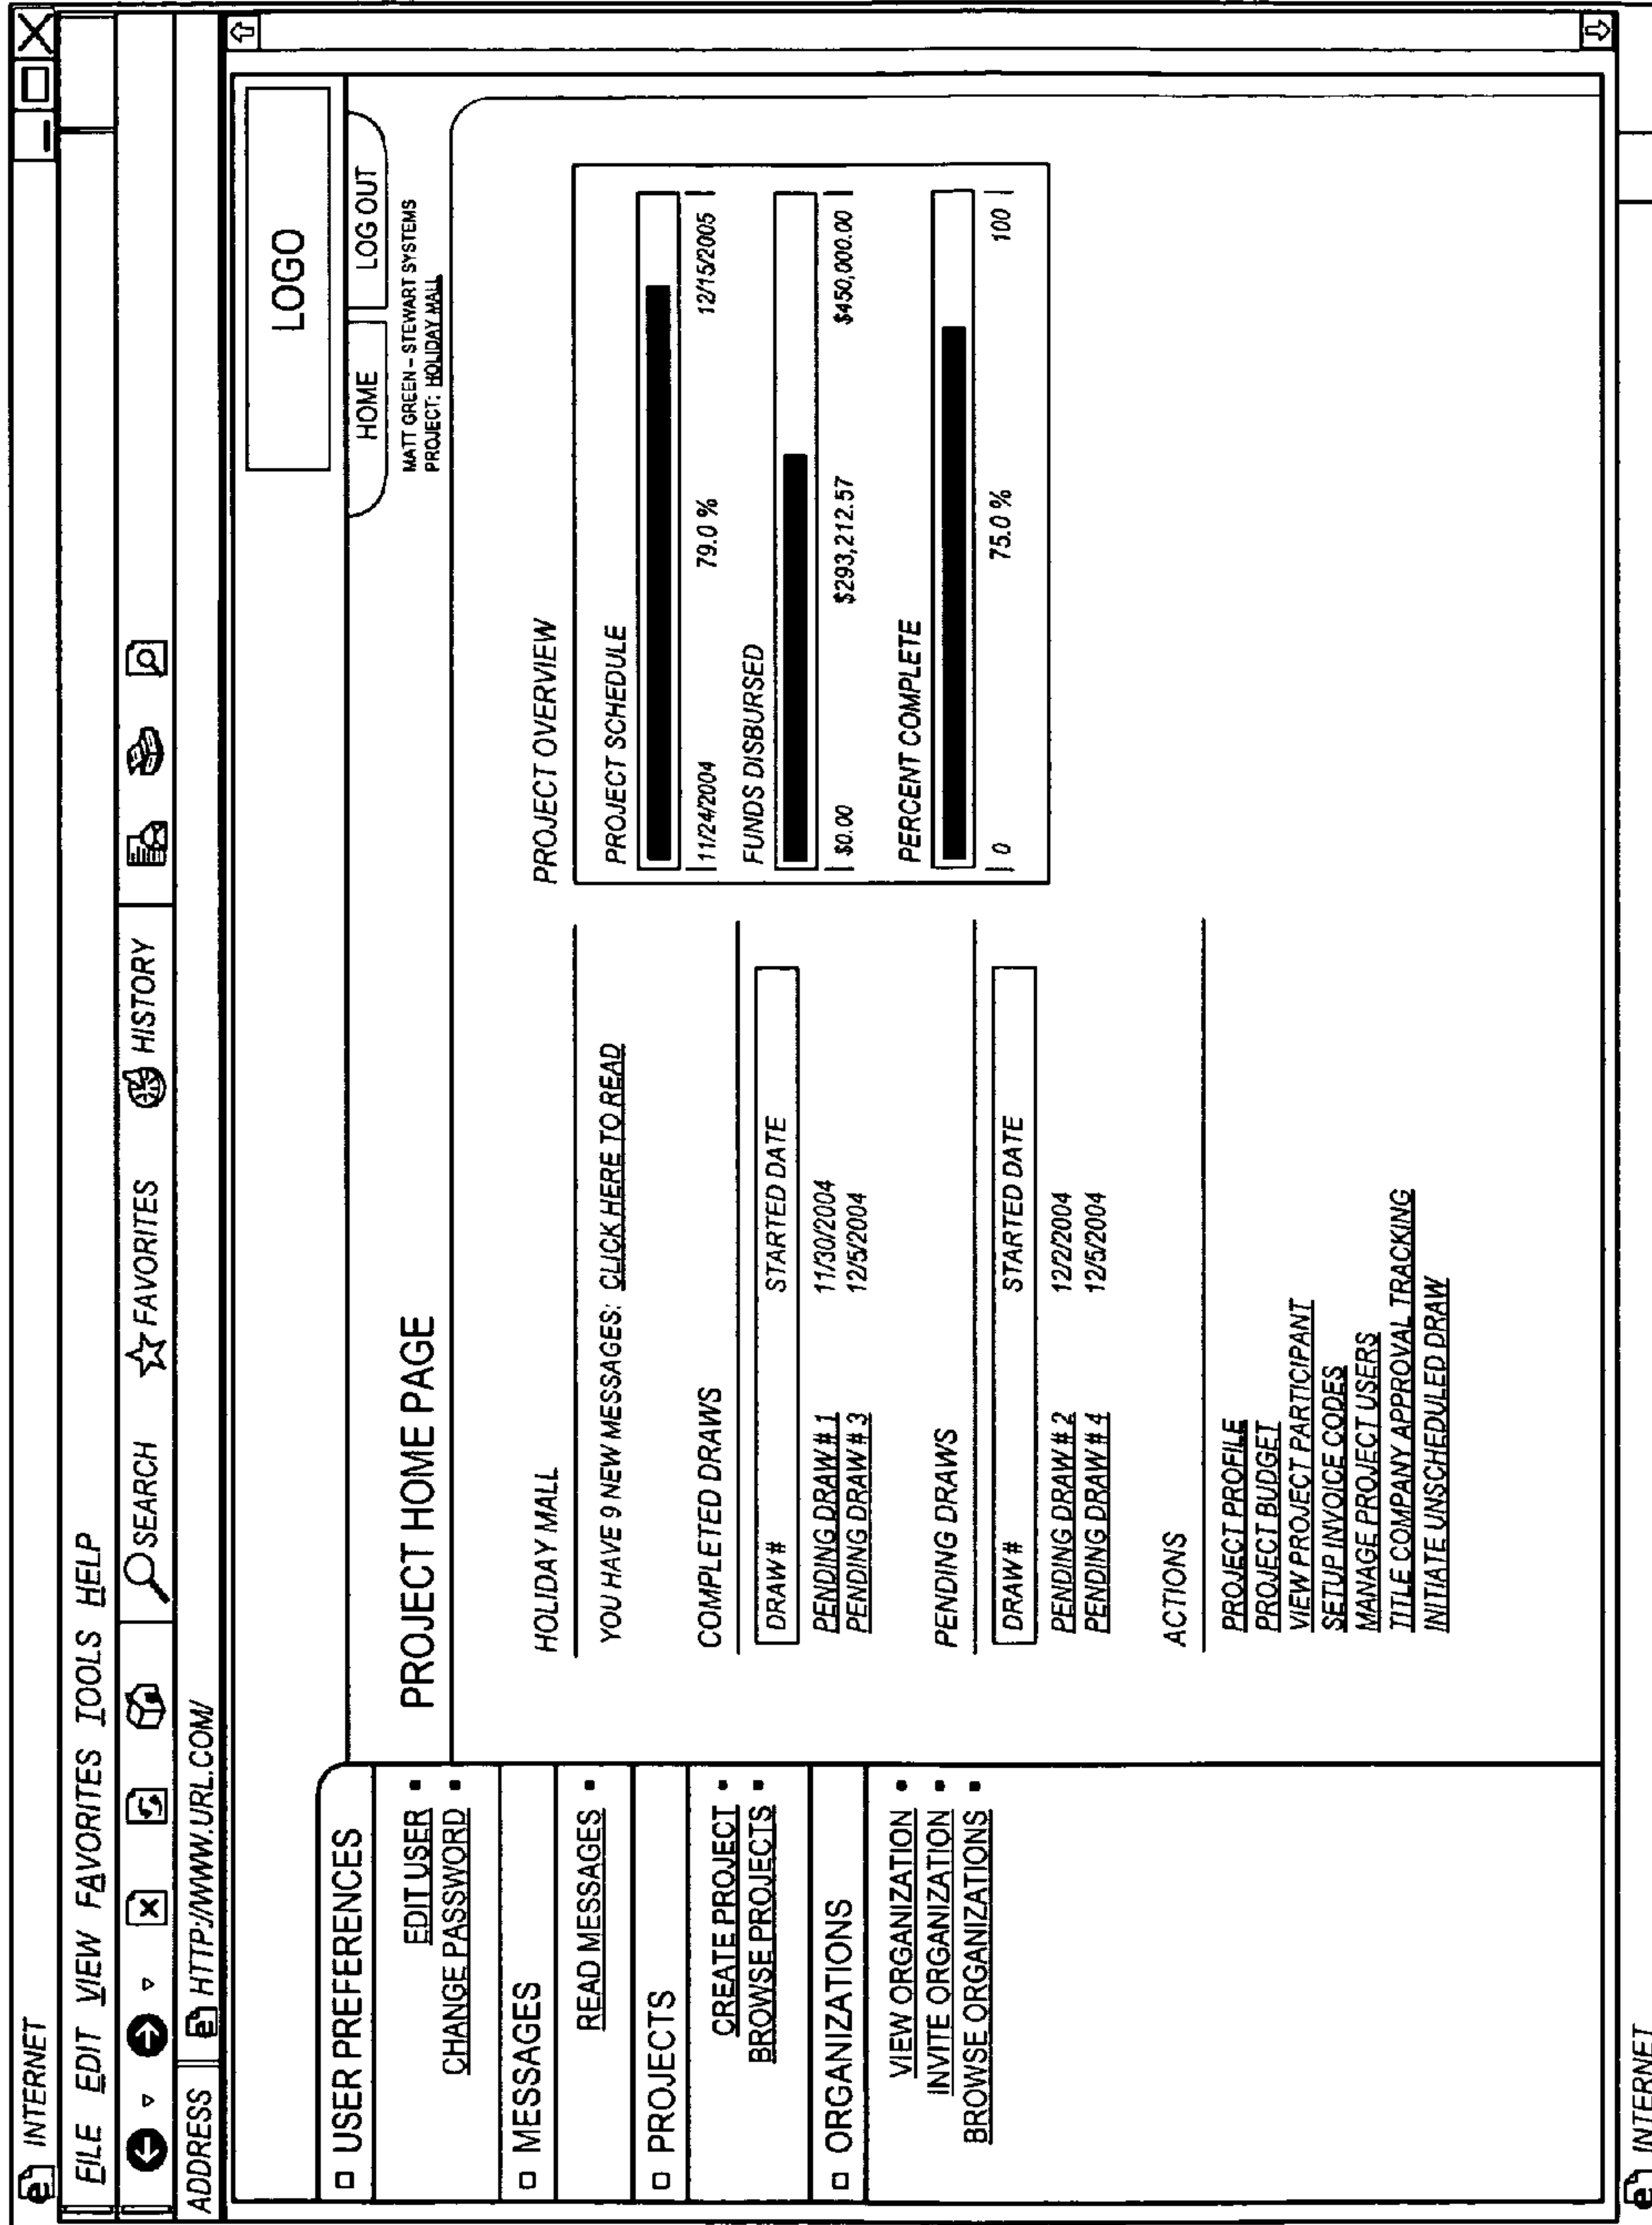 INTERNET
FILE EDIT VIEW FAVORITES TOOLS HELP
SEARCH FAVORITES HISTORY
ADDRESS HTTP://WWW.URL.COM/
LOGO
HOME LOG OUT
MATT GREEN – STEWART SYSTEMS
PROJECT: HOLIDAY MALL
USER PREFERENCES
EDIT USER
CHANGE PASSWORD
MESSAGES
READ MESSAGES
PROJECTS
CREATE PROJECT
BROWSE PROJECTS
ORGANIZATIONS
VIEW ORGANIZATION
INVITE ORGANIZATION
BROWSE ORGANIZATIONS
PROJECT HOME PAGE
HOLIDAY MALL
YOU HAVE 9 NEW MESSAGES: CLICK HERE TO READ
COMPLETED DRAWS
DRAW# STARTED DATE
PENDING DRAW # 1 11/30/2004
PENDING DRAW # 3 12/5/2004
PENDING DRAWS
DRAW# STARTED DATE
PENDING DRAW # 2 12/2/2004
PENDING DRAW # 4 12/5/2004
ACTIONS
PROJECT PROFILE
PROJECT BUDGET
VIEW PROJECT PARTICIPANT
SETUP INVOICE CODES
MANAGE PROJECT USERS
TITLE COMPANY APPROVAL TRACKING
INITIATE UNSCHEDULED DRAW
PROJECT OVERVIEW
PROJECT SCHEDULE
11/24/2004 79.0 % 12/15/2005
FUNDS DISBURSED
$0.00 $293,212.57 $450,000.00
PERCENT COMPLETE
0 75.0 % 100
INTERNET